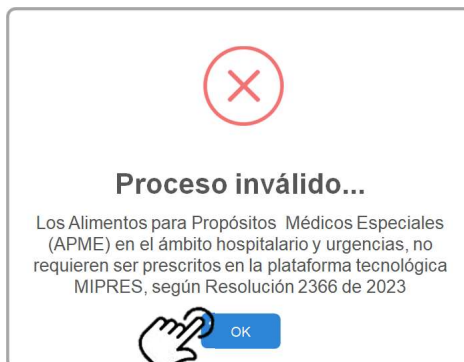 Proceso inválido...
Los Alimentos para Propósitos Médicos Especiales
(APME) en el ámbito hospitalario y urgencias, no
requieren ser prescritos en la plataforma tecnológica
MIPRES, según Resolución 2366 de 2023
OK